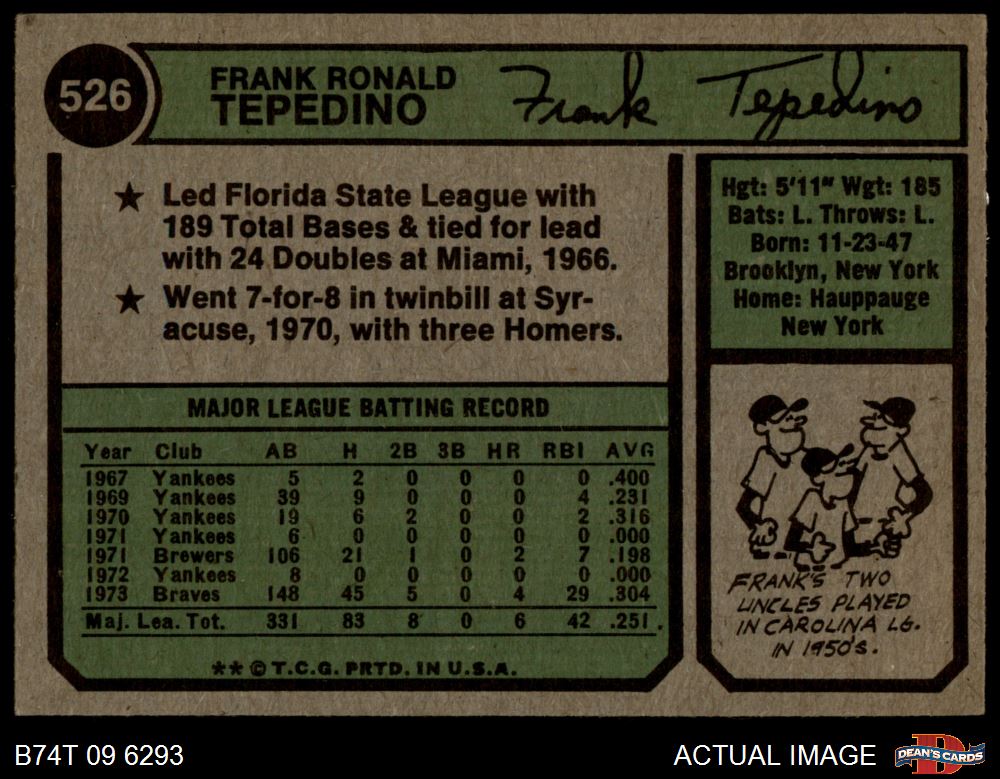 526
FRANK RONALD
TEPEDINO
Frank Tepedino
★ Led Florida State League with
189 Total Bases & tied for lead
with 24 Doubles at Miami, 1966.
★ Went 7-for-8 in twinbill at Syr-
acuse, 1970, with three Homers.
Hgt: 5'11" Wgt: 185
Bats: L. Throws: L.
Born: 11-23-47
Brooklyn, New York
Home: Hauppauge
New York
MAJOR LEAGUE BATTING RECORD
Year Club AB H 2B 3B HR RBI AVG
1967 Yankees 5 2 0 0 0 0 .400
1969 Yankees 39 9 0 0 0 4 .231
1970 Yankees 19 6 2 0 0 2 .316
1971 Yankees 6 0 0 0 0 0 .000
1971 Brewers 106 21 1 0 2 7 .198
1972 Yankees 8 0 0 0 0 0 .000
1973 Braves 148 45 5 0 4 29 .304
Maj. Lea. Tot. 331 83 8 0 6 42 .251.
** © T.C.G. PRTD. IN U.S.A.
FRANK'S TWO
UNCLES PLAYED
IN CAROLINA LG.
IN 1950'S.
B74T 09 6293
ACTUAL IMAGE
D
DEAN'S CARDS